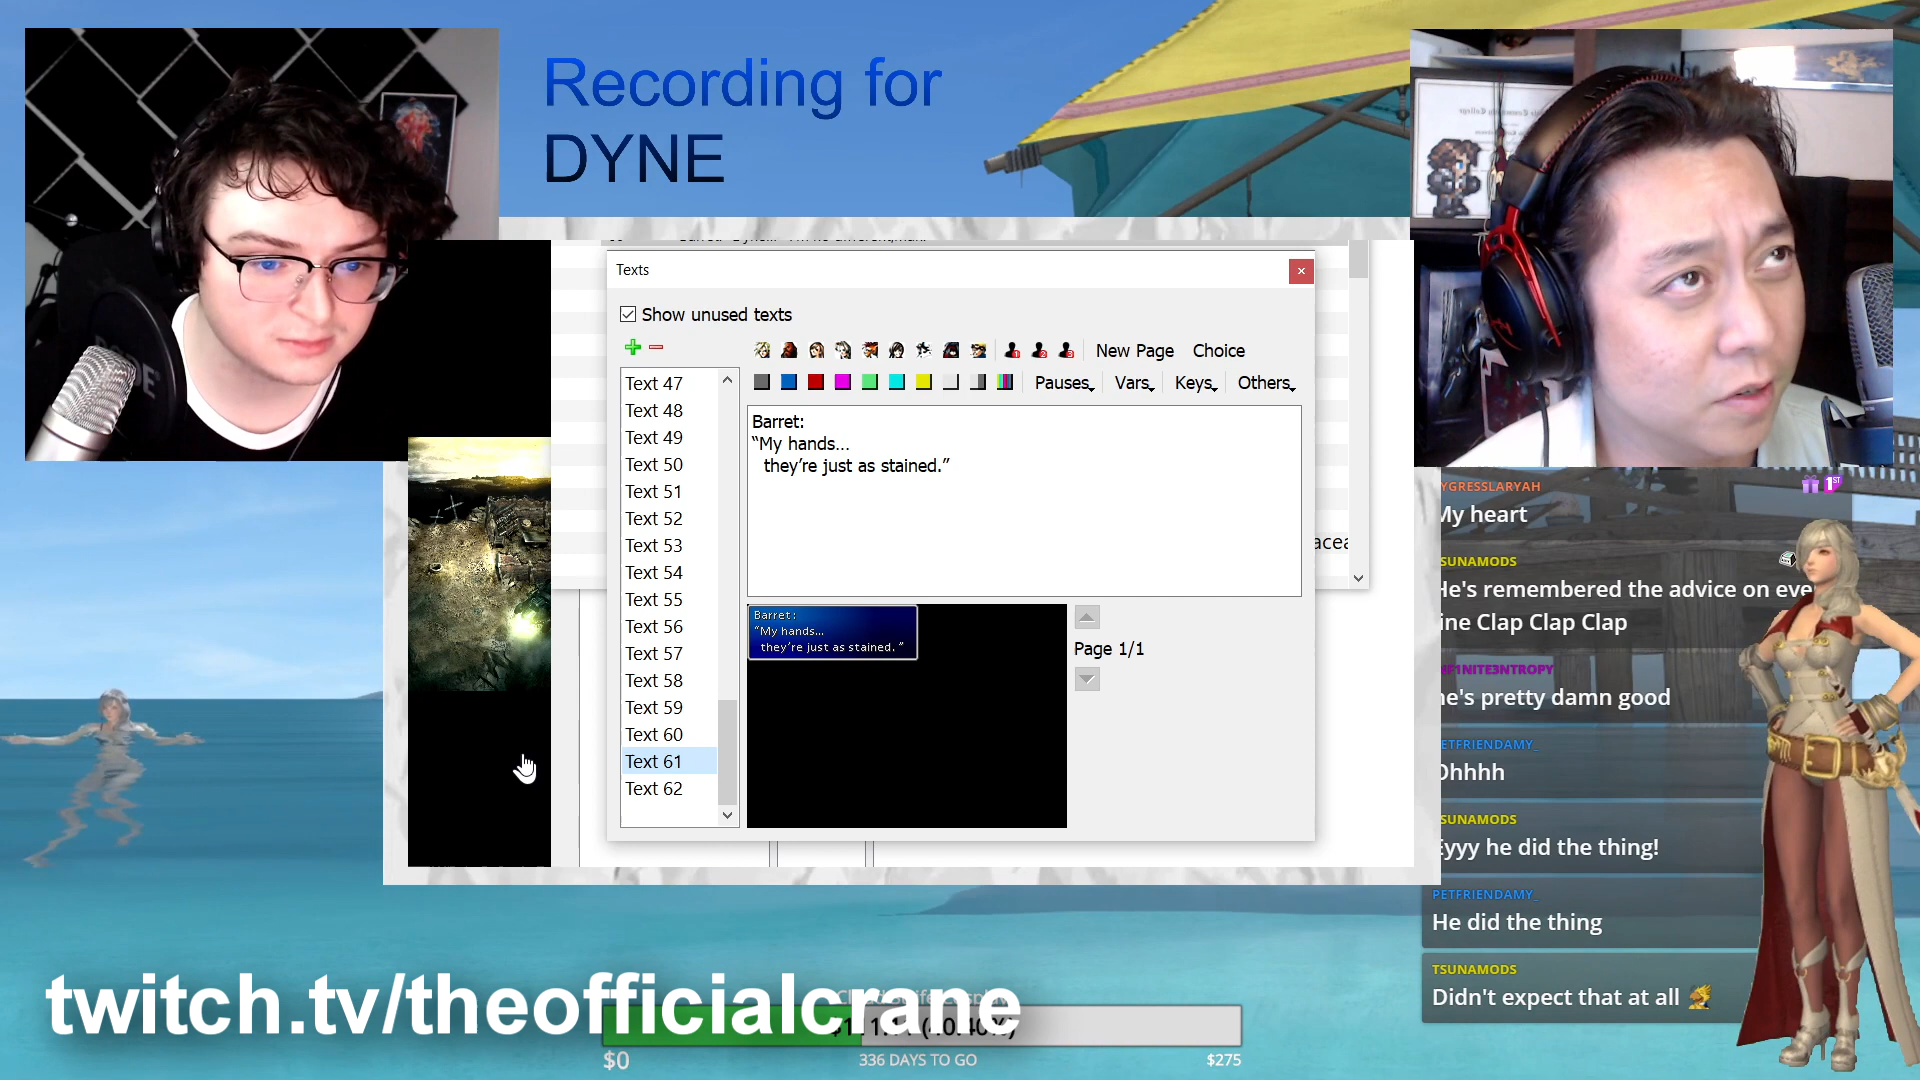 Recording for
DYNE
Texts
Show unused texts
New Page
Choice
Pauses
Vars
Keys
Others
Text 47
Text 48
Text 49
Text 50
Text 51
Text 52
Text 53
Text 54
Text 55
Text 56
Text 57
Text 58
Text 59
Text 60
Text 61
Text 62
Barret:
“My hands...
they’re just as stained.”
Barret:
“My hands...
they’re just as stained.”
Page 1/1
YGRESSLARYAH
My heart
SUNAMODS
He's remembered the advice on eve
ine Clap Clap Clap
NF1NITE3NTROPY
he's pretty damn good
ETFRIENDAMY_
Ohhhh
SUNAMODS
Eyyy he did the thing!
PETFRIENDAMY_
He did the thing
TSUNAMODS
Didn't expect that at all
twitch.tv/theofficialcrane
$0
336 DAYS TO GO
$275